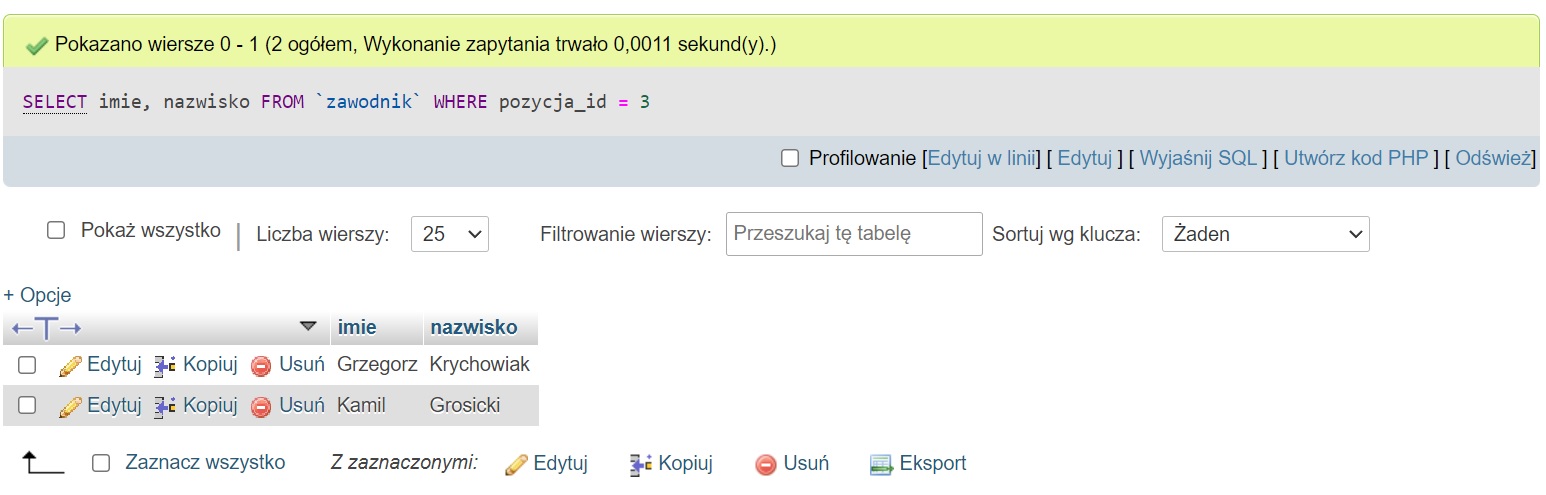 Pokazano wiersze 0 - 1 (2 ogółem, Wykonanie zapytania trwało 0,0011 sekund(y).)
SELECT imie, nazwisko FROM `zawodnik` WHERE pozycja_id = 3
Profilowanie [Edytuj w linii] [ Edytuj ] [ Wyjaśnij SQL ] [ Utwórz kod PHP ] [ Odśwież]
Pokaż wszystko | Liczba wierszy: 25 Filtrowanie wierszy: Przeszukaj tę tabelę Sortuj wg klucza: Żaden
+ Opcje
←T→ imie nazwisko
Edytuj Kopiuj Usuń Grzegorz Krychowiak
Edytuj Kopiuj Usuń Kamil Grosicki
Zaznacz wszystko Z zaznaczonymi: Edytuj Kopiuj Usuń Eksport